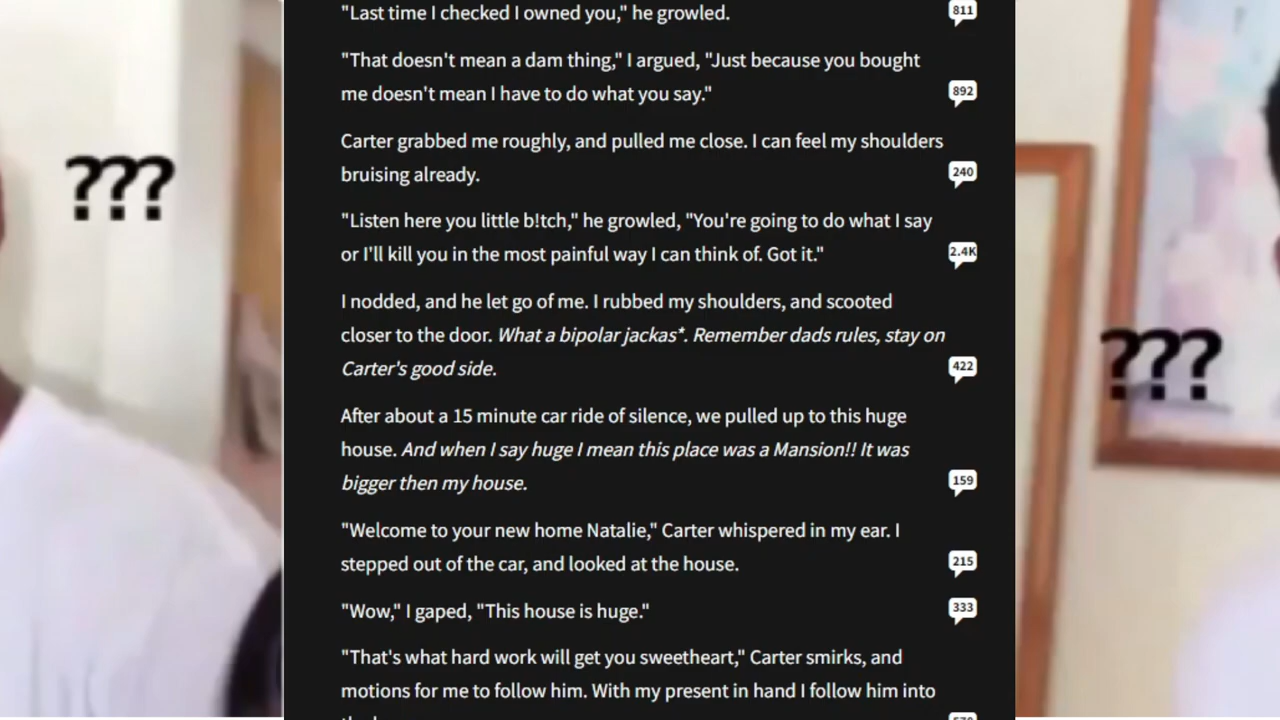 "Last time I checked I owned you," he growled.
811
"That doesn't mean a dam thing," I argued, "Just because you bought
me doesn't mean I have to do what you say."
892
Carter grabbed me roughly, and pulled me close. I can feel my shoulders
bruising already.
240
???
"Listen here you little b!tch," he growled, "You're going to do what I say
or I'll kill you in the most painful way I can think of. Got it."
2.4K
I nodded, and he let go of me. I rubbed my shoulders, and scooted
closer to the door. What a bipolar jackas*. Remember dads rules, stay on
Carter's good side.
422
???
After about a 15 minute car ride of silence, we pulled up to this huge
house. And when I say huge I mean this place was a Mansion!! It was
bigger then my house.
159
"Welcome to your new home Natalie," Carter whispered in my ear. I
stepped out of the car, and looked at the house.
215
"Wow," I gaped, "This house is huge."
333
"That's what hard work will get you sweetheart," Carter smirks, and
motions for me to follow him. With my present in hand I follow him into